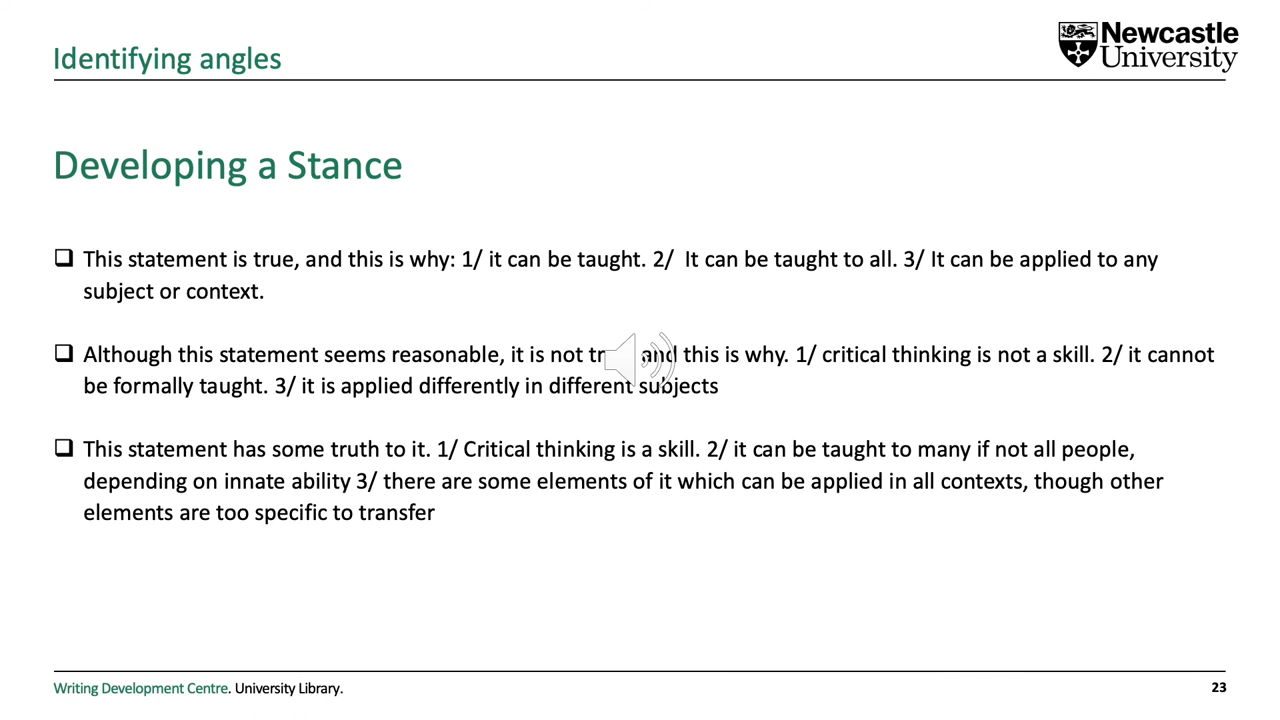 Identifying angles
Newcastle
University
Developing a Stance
❑ This statement is true, and this is why: 1/ it can be taught. 2/  It can be taught to all. 3/ It can be applied to any
subject or context.
❑ Although this statement seems reasonable, it is not and this is why. 1/ critical thinking is not a skill. 2/ it cannot
be formally taught. 3/ it is applied differently in different subjects
❑ This statement has some truth to it. 1/ Critical thinking is a skill. 2/ it can be taught to many if not all people,
depending on innate ability 3/ there are some elements of it which can be applied in all contexts, though other
elements are too specific to transfer
Writing Development Centre. University Library.
23